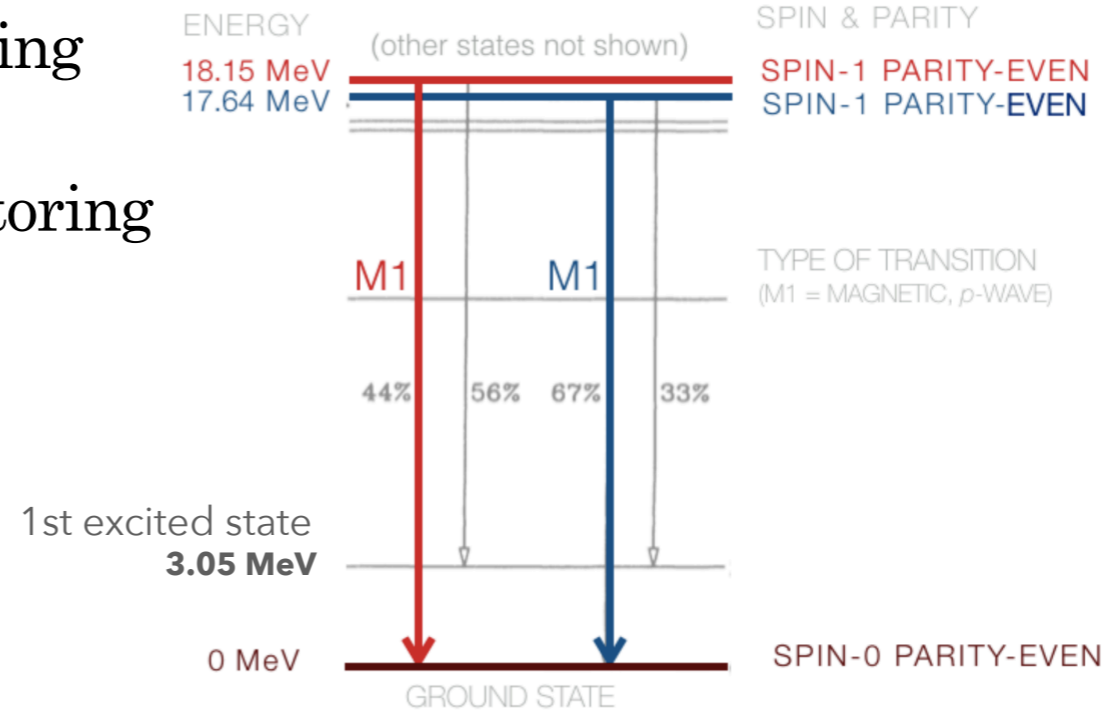 ing
toring
ENERGY
(other states not shown)
SPIN & PARITY
18.15 MeV
SPIN-1 PARITY-EVEN
17.64 MeV
SPIN-1 PARITY-EVEN
M1
M1
TYPE OF TRANSITION
(M1 = MAGNETIC, p-WAVE)
44%
56%
67%
33%
1st excited state
3.05 MeV
0 MeV
SPIN-0 PARITY-EVEN
GROUND STATE